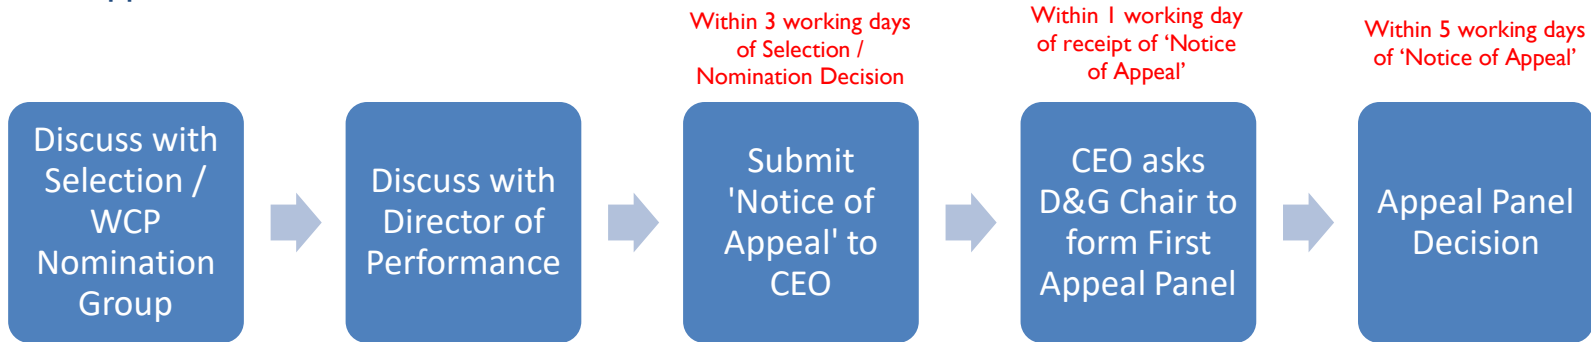 Within 3 working days
of Selection /
Nomination Decision
Within 1 working day
of receipt of ‘Notice
of Appeal’
Within 5 working days
of ‘Notice of Appeal’
Discuss with
Selection /
WCP
Nomination
Group
Discuss with
Director of
Performance
Submit
'Notice of
Appeal' to
CEO
CEO asks
D&G Chair to
form First
Appeal Panel
Appeal Panel
Decision